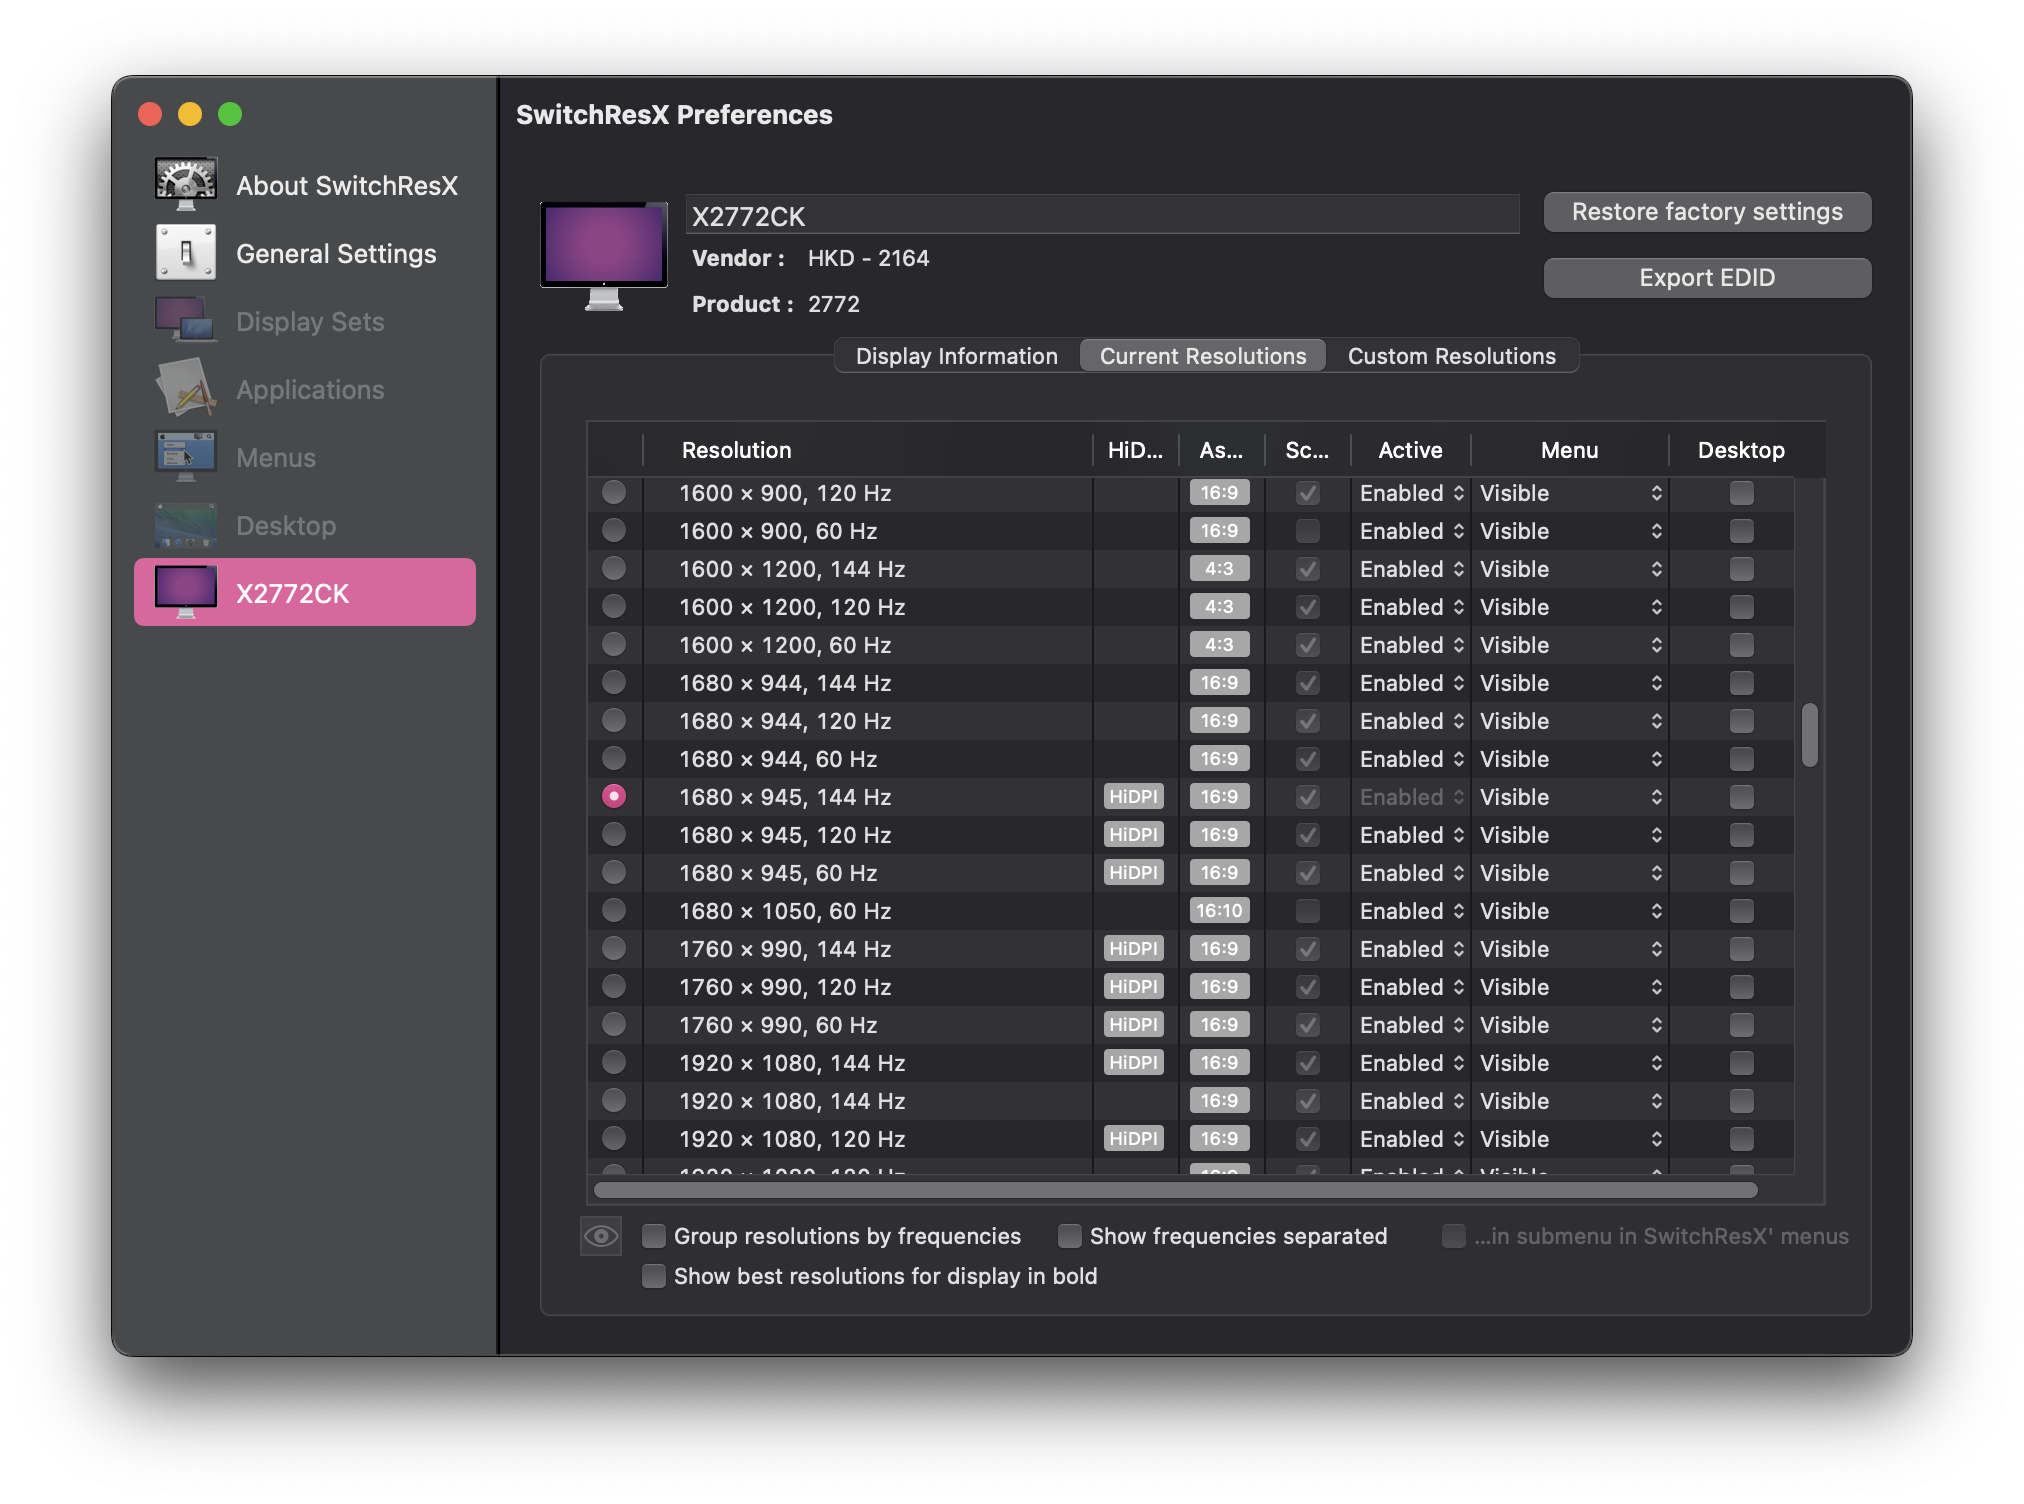 SwitchResX Preferences
About SwitchResX
General Settings
Display Sets
Applications
Menus
Desktop
X2772CK
X2772CK
Restore factory settings
Vendor : HKD - 2164
Export EDID
Product : 2772
Display Information Current Resolutions Custom Resolutions
Resolution HiD... As... Sc... Active Menu Desktop
1600 × 900, 120 Hz 16:9 Enabled Visible
1600 × 900, 60 Hz 16:9 Enabled Visible
1600 × 1200, 144 Hz 4:3 Enabled Visible
1600 × 1200, 120 Hz 4:3 Enabled Visible
1600 × 1200, 60 Hz 4:3 Enabled Visible
1680 × 944, 144 Hz 16:9 Enabled Visible
1680 × 944, 120 Hz 16:9 Enabled Visible
1680 × 944, 60 Hz 16:9 Enabled Visible
1680 × 945, 144 Hz HiDPI 16:9 Enabled Visible
1680 × 945, 120 Hz HiDPI 16:9 Enabled Visible
1680 × 945, 60 Hz HiDPI 16:9 Enabled Visible
1680 × 1050, 60 Hz 16:10 Enabled Visible
1760 × 990, 144 Hz HiDPI 16:9 Enabled Visible
1760 × 990, 120 Hz HiDPI 16:9 Enabled Visible
1760 × 990, 60 Hz HiDPI 16:9 Enabled Visible
1920 × 1080, 144 Hz HiDPI 16:9 Enabled Visible
1920 × 1080, 144 Hz 16:9 Enabled Visible
1920 × 1080, 120 Hz HiDPI 16:9 Enabled Visible
1920 × 1080, 120 Hz 16:9 Enabled Visible
Group resolutions by frequencies Show frequencies separated ...in submenu in SwitchResX' menus
Show best resolutions for display in bold